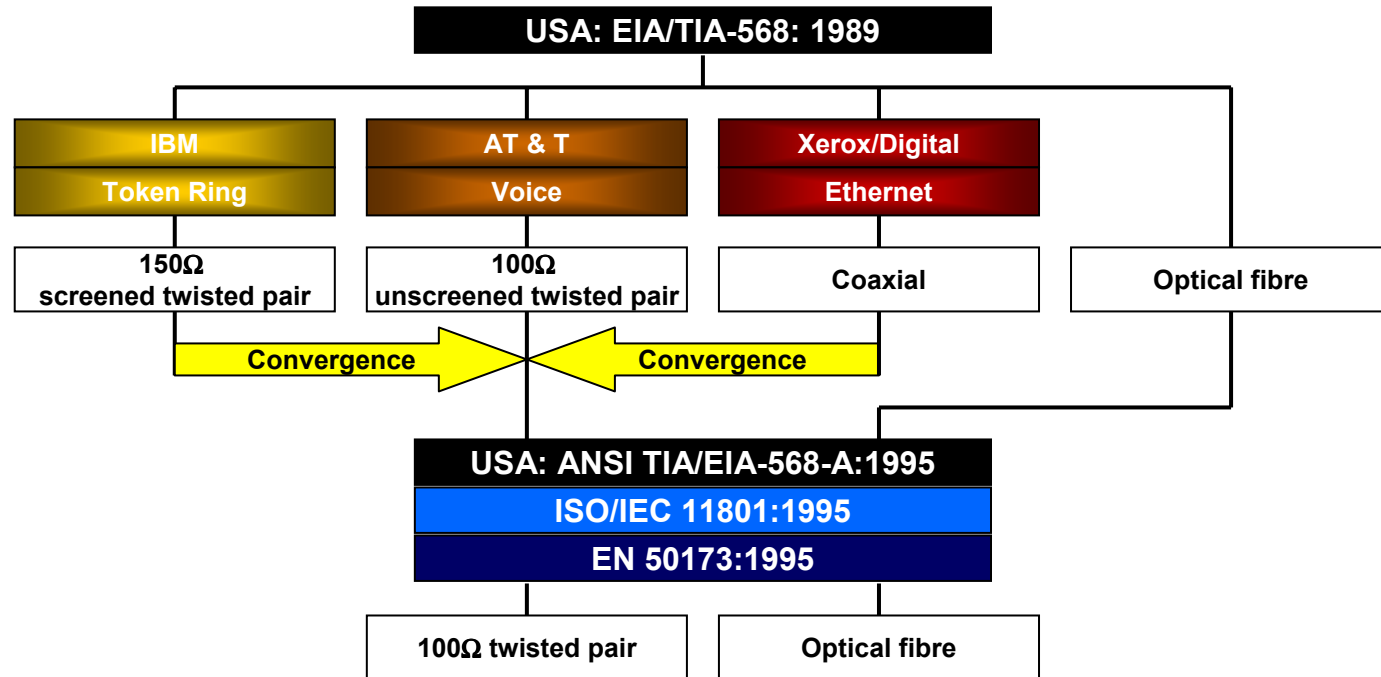 USA: EIA/TIA-568: 1989
IBM
Token Ring
AT & T
Voice
Xerox/Digital
Ethernet
150Ω
screened twisted pair
100Ω
unscreened twisted pair
Coaxial
Optical fibre
Convergence
Convergence
USA: ANSI TIA/EIA-568-A:1995
ISO/IEC 11801:1995
EN 50173:1995
100Ω twisted pair
Optical fibre